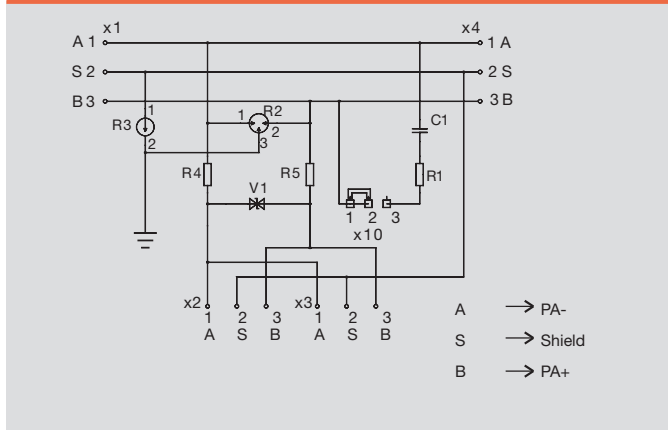 x1 x4
A 1 1 A
S 2 2 S
B 3 3 B
1 1 R2 C1
R3 2
2 3
R4 R5 R1
V1
1 2 3
x10
x2 x3
1 2 3 1 2 3
A S B A S B
A PA-
S Shield
B PA+